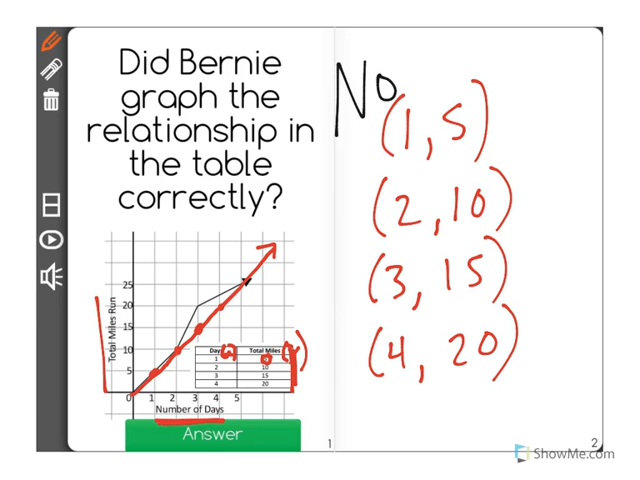 Did Bernie
graph the
relationship in
the table
correctly?
25
20
15
10
5
0 1 2 3 4 5
Total Miles Run
Number of Days
Days Total Miles
1
2 10
3 15
4 20
Answer
1
No
(1, 5)
(2, 10)
(3, 15)
(4, 20)
ShowMe.com
2